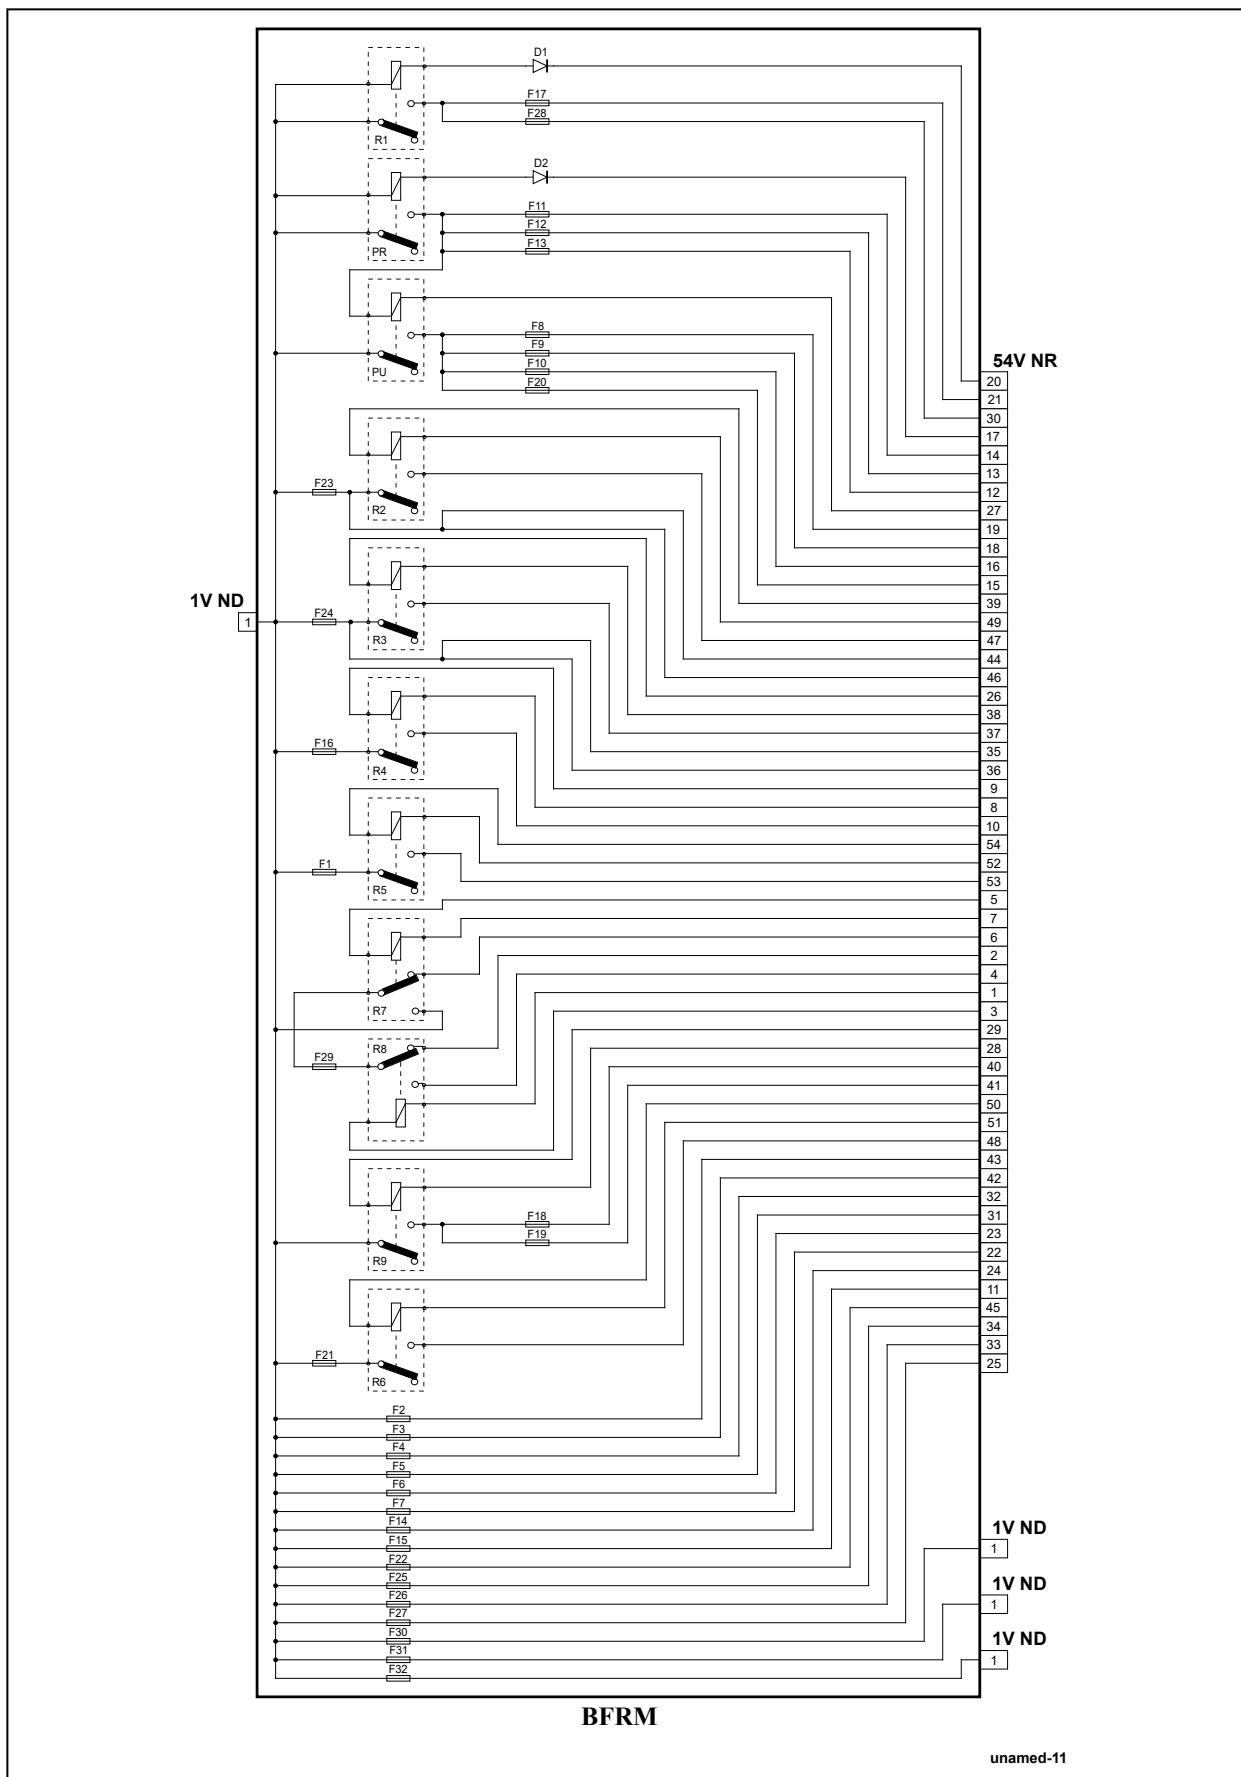 D1
F17
F28
R1
D2
F11
F12
F13
PR
F8
F9
F10
F20
PU
54V NR
20
21
30
17
14
13
12
27
19
18
16
15
39
49
47
44
46
26
38
37
35
36
9
8
10
54
52
53
5
7
6
2
4
1
3
29
28
40
41
50
51
48
43
42
32
31
23
22
24
11
45
34
33
25
F23
R2
1V ND
1
F24
R3
F16
R4
F1
R5
R7
R8
F29
F18
F19
R9
F21
R6
F2
F3
F4
F5
F6
F7
F14
F15
F22
F25
F26
F27
F30
F31
F32
1V ND
1
1V ND
1
1V ND
1
BFRM
unamed-11